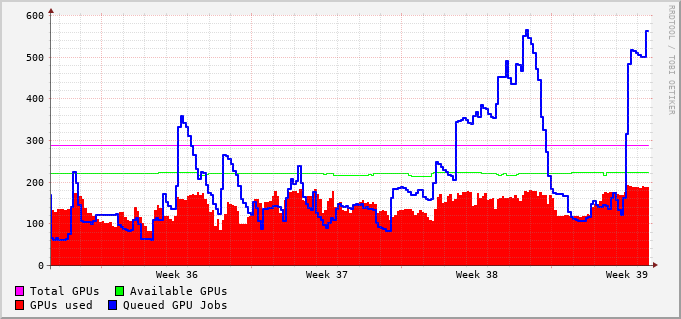 600
500
400
300
200
100
0
Week 36 Week 37 Week 38 Week 39
Total GPUs Available GPUs
GPUs used Queued GPU Jobs
RRDTOOL / TOBI OETIKER